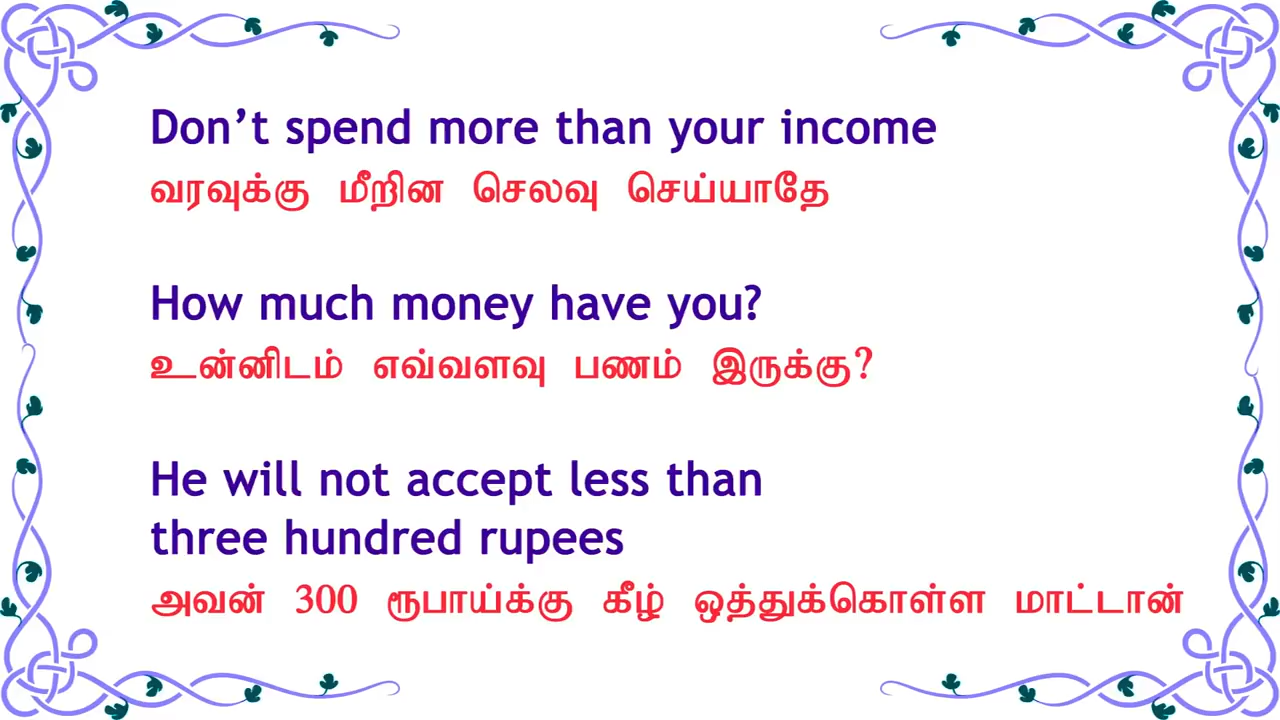 Don’t spend more than your income
வரவுக்கு மீறின செலவு செய்யாதே
How much money have you?
உன்னிடம் எவ்வளவு பணம் இருக்கு?
He will not accept less than
three hundred rupees
அவன் 300 ரூபாய்க்கு கீழ் ஒத்துக்கொள்ள மாட்டான்